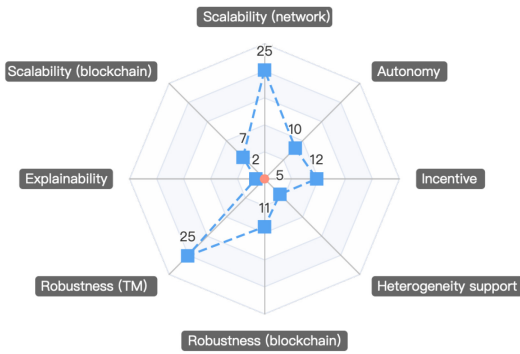 Scalability (network)
25
Scalability (blockchain)
Autonomy
7
10
2
12
Explainability
5
Incentive
11
25
Robustness (TM)
Heterogeneity support
Robustness (blockchain)